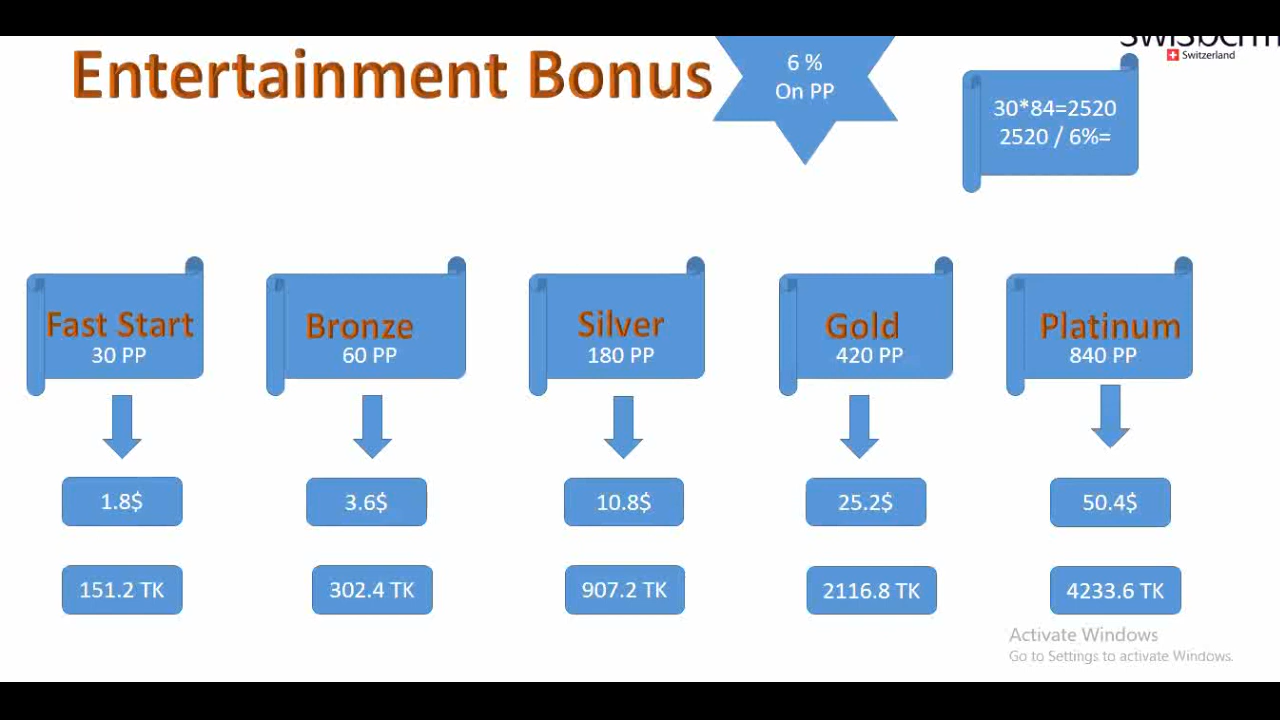 Entertainment Bonus
6 %
On PP
Switzerland
30*84=2520
2520 / 6%=
Fast Start
30 PP
Bronze
60 PP
Silver
180 PP
Gold
420 PP
Platinum
840 PP
1.8$
3.6$
10.8$
25.2$
50.4$
151.2 TK
302.4 TK
907.2 TK
2116.8 TK
4233.6 TK
Activate Windows
Go to Settings to activate Windows.